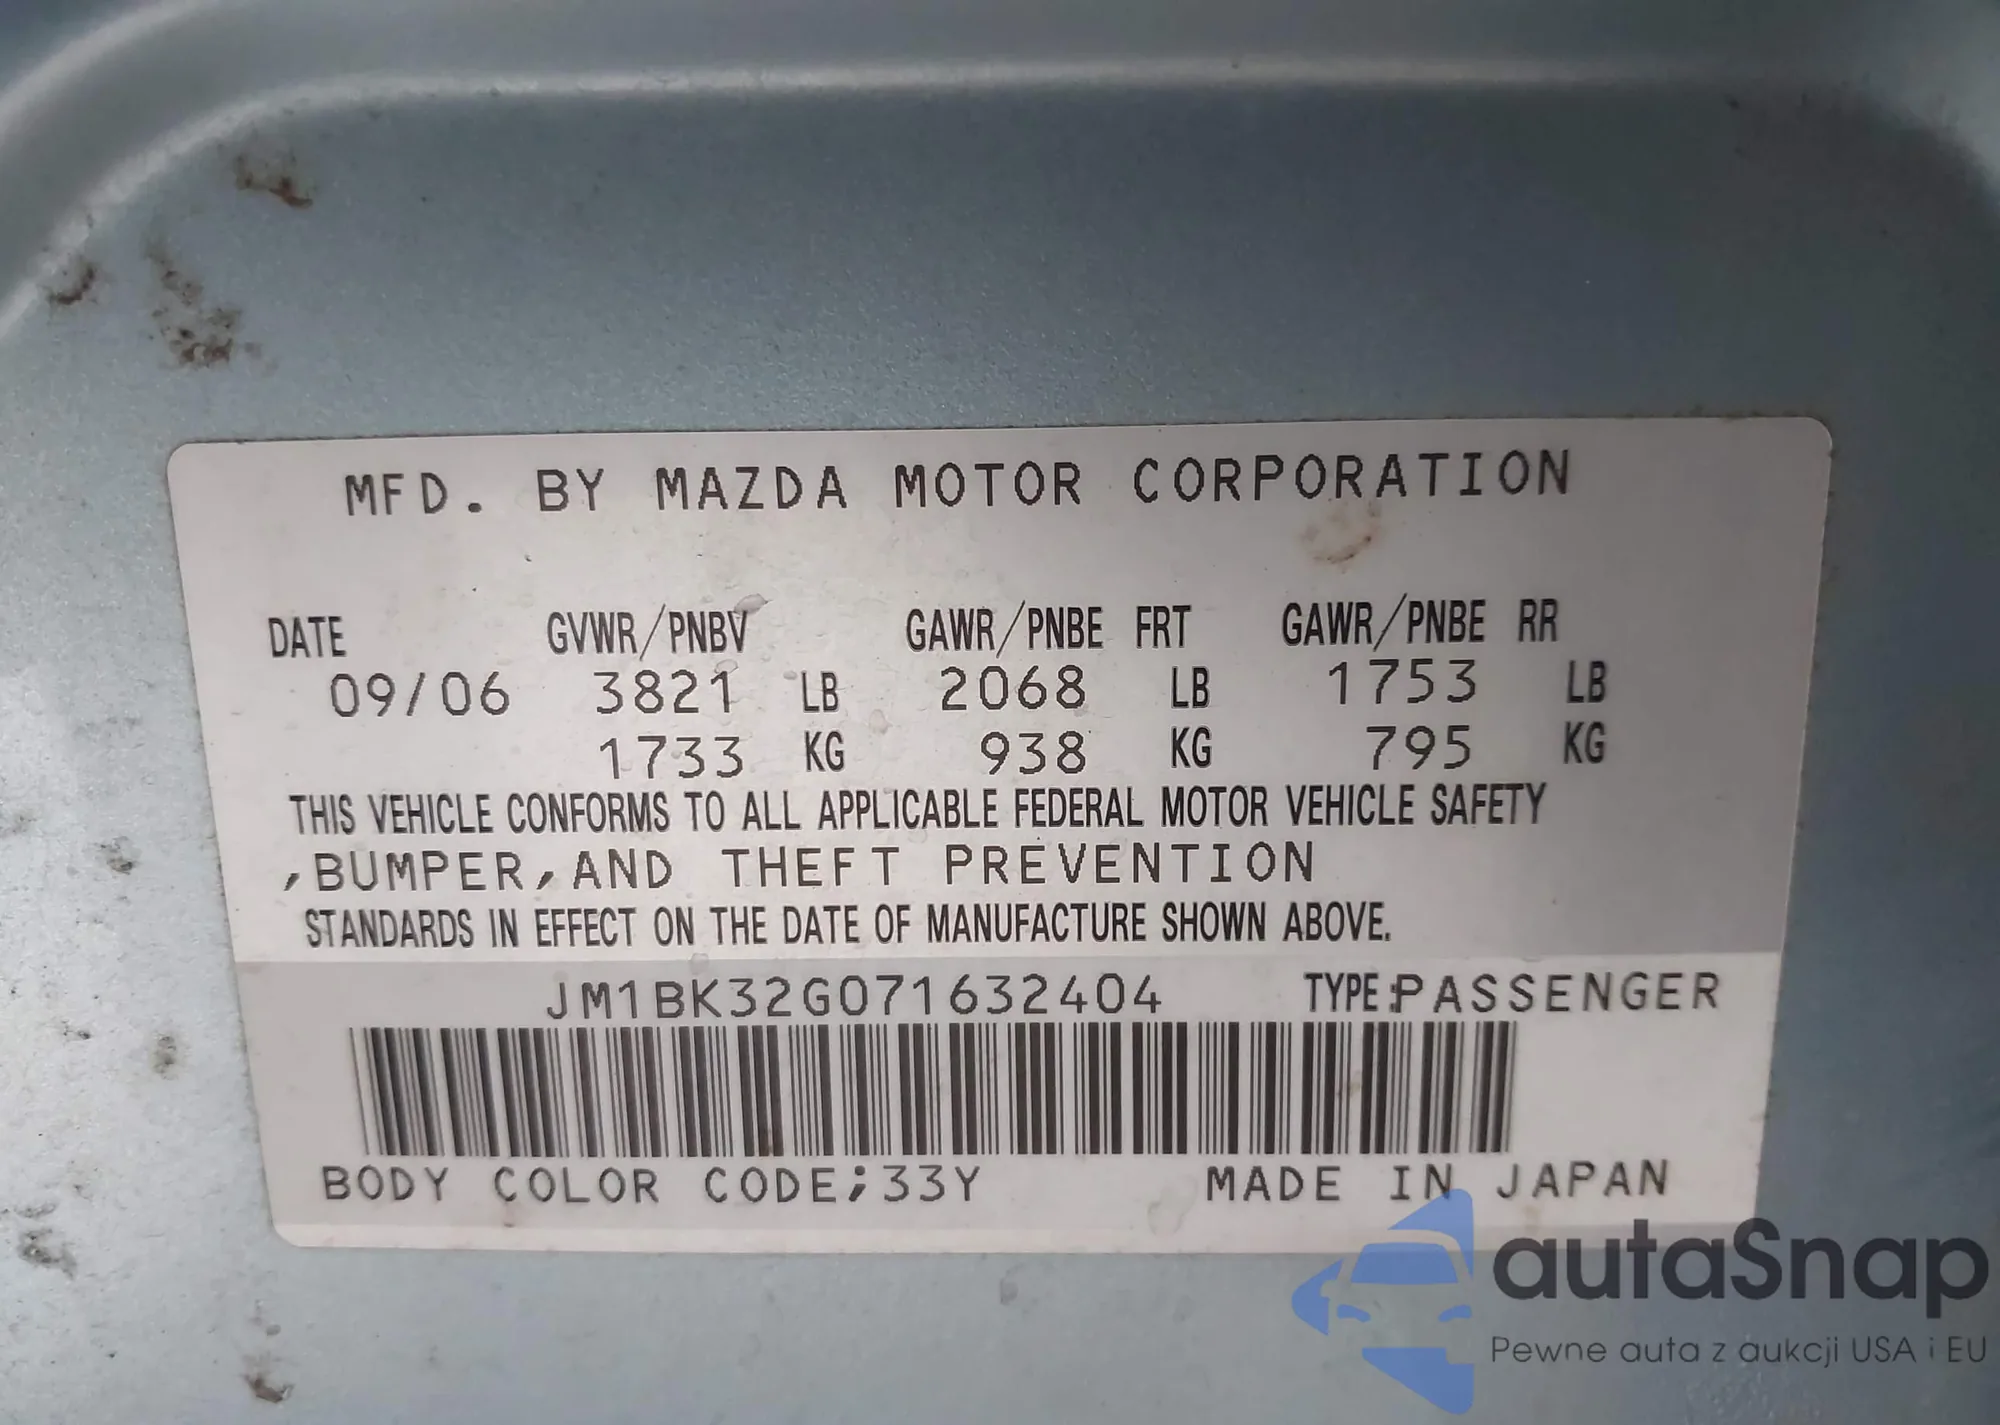 MFD. BY MAZDA MOTOR CORPORATION
DATE GVWR/PNBV GAWR/PNBE FRT GAWR/PNBE RR
09/06 3821 LB 2068 LB 1753 LB
1733 KG 938 KG 795 KG
THIS VEHICLE CONFORMS TO ALL APPLICABLE FEDERAL MOTOR VEHICLE SAFETY
,BUMPER,AND THEFT PREVENTION
STANDARDS IN EFFECT ON THE DATE OF MANUFACTURE SHOWN ABOVE.
JM1BK32G071632404 TYPE:PASSENGER
BODY COLOR CODE;33Y MADE IN JAPAN
autaSnap
Pewne auta z aukcji USA i EU